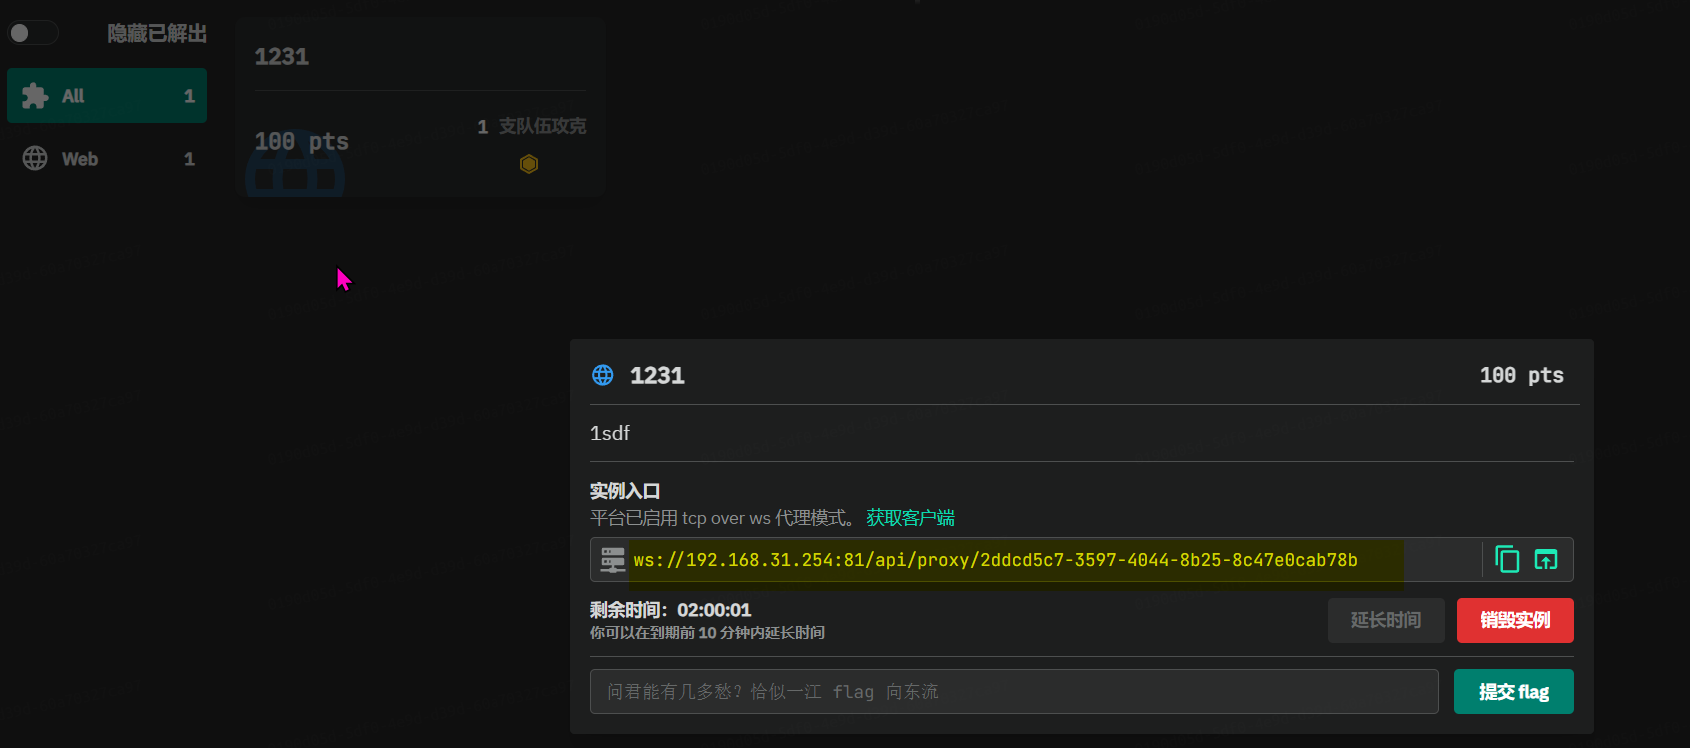 隐藏已解出
All 1
Web 1
1231
100 pts
1 支队伍攻克
1231 100 pts
1sdf
实例入口
平台已启用 tcp over ws 代理模式。 获取客户端
ws://192.168.31.254:81/api/proxy/2ddcd5c7-3597-4044-8b25-8c47e0cab78b
剩余时间：02:00:01
你可以在到期前 10 分钟内延长时间
延长时间 销毁实例
问君能有几多愁？恰似一江 flag 向东流
提交 flag